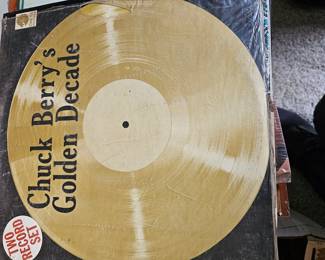 Chuck Berry's
Golden Decade
TWO
RECORD
SET